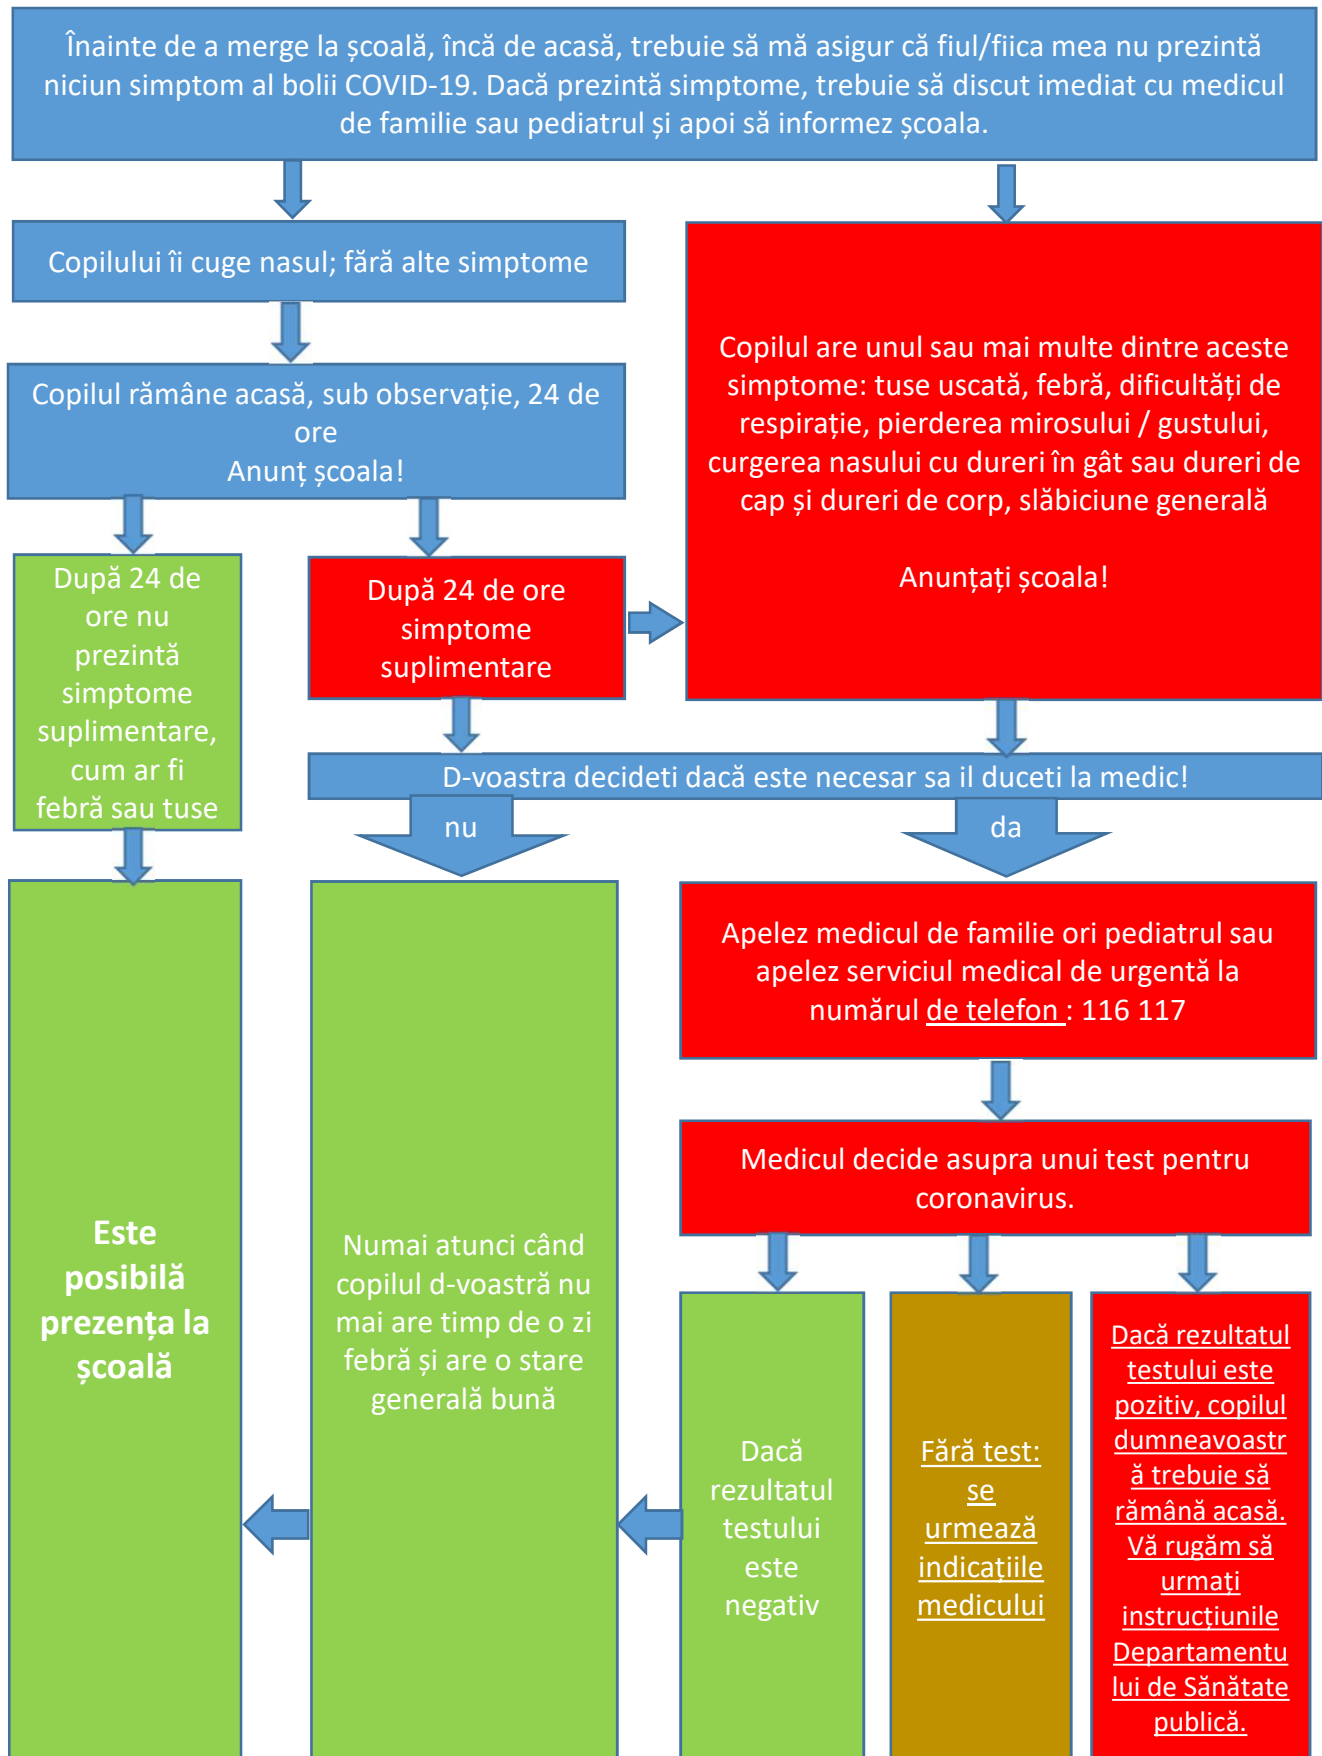 Înainte de a merge la școală, încă de acasă, trebuie să mă asigur că fiul/fiica mea nu prezintă
niciun simptom al bolii COVID-19. Dacă prezintă simptome, trebuie să discut imediat cu medicul
de familie sau pediatrul și apoi să informez școala.
Copilului îi cuge nasul; fără alte simptome
Copilul rămâne acasă, sub observație, 24 de
ore
Anunț școala!
Copilul are unul sau mai multe dintre aceste
simptome: tuse uscată, febră, dificultăți de
respirație, pierderea mirosului / gustului,
curgerea nasului cu dureri în gât sau dureri de
cap și dureri de corp, slăbiciune generală
Anunțați școala!
După 24 de
ore nu
prezintă
simptome
suplimentare,
cum ar fi
febră sau tuse
După 24 de ore
simptome
suplimentare
D-voastra decideti dacă este necesar sa il duceti la medic!
nu
da
Apelez medicul de familie ori pediatrul sau
apelez serviciul medical de urgentă la
numărul de telefon : 116 117
Medicul decide asupra unui test pentru
coronavirus.
Este
posibilă
prezența la
școală
Numai atunci când
copilul d-voastră nu
mai are timp de o zi
febră și are o stare
generală bună
Dacă
rezultatul
testului
este
negativ
Fără test:
se
urmează
indicațiile
medicului
Dacă rezultatul
testului este
pozitiv, copilul
dumneavoastr
ă trebuie să
rămână acasă.
Vă rugăm să
urmați
instrucțiunile
Departamentu
lui de Sănătate
publică.